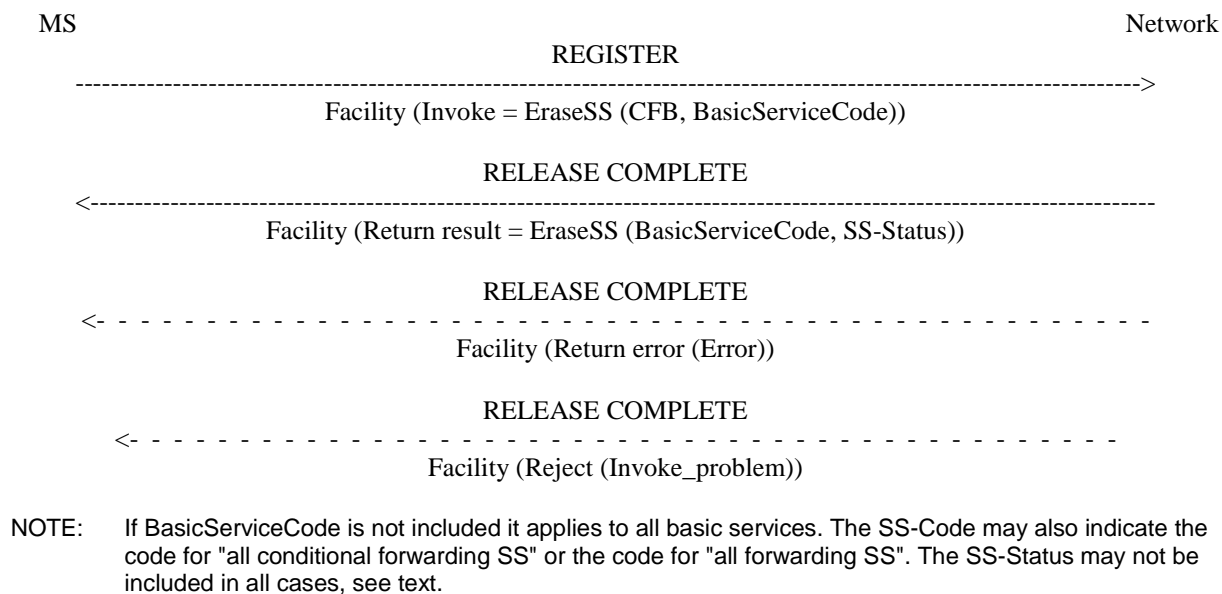 MS Network
REGISTER
------------------------------------------------------------------------------------------------------------------------>
Facility (Invoke = EraseSS (CFB, BasicServiceCode))
RELEASE COMPLETE
<------------------------------------------------------------------------------------------------------------------------
Facility (Return result = EraseSS (BasicServiceCode, SS-Status))
RELEASE COMPLETE
<- - - - - - - - - - - - - - - - - - - - - - - - - - - - - - - - - - - - - - - - - - - - - - - - - - -
Facility (Return error (Error))
RELEASE COMPLETE
<- - - - - - - - - - - - - - - - - - - - - - - - - - - - - - - - - - - - - - - - - - - - - - - -
Facility (Reject (Invoke_problem))
NOTE: If BasicServiceCode is not included it applies to all basic services. The SS-Code may also indicate the
code for "all conditional forwarding SS" or the code for "all forwarding SS". The SS-Status may not be
included in all cases, see text.